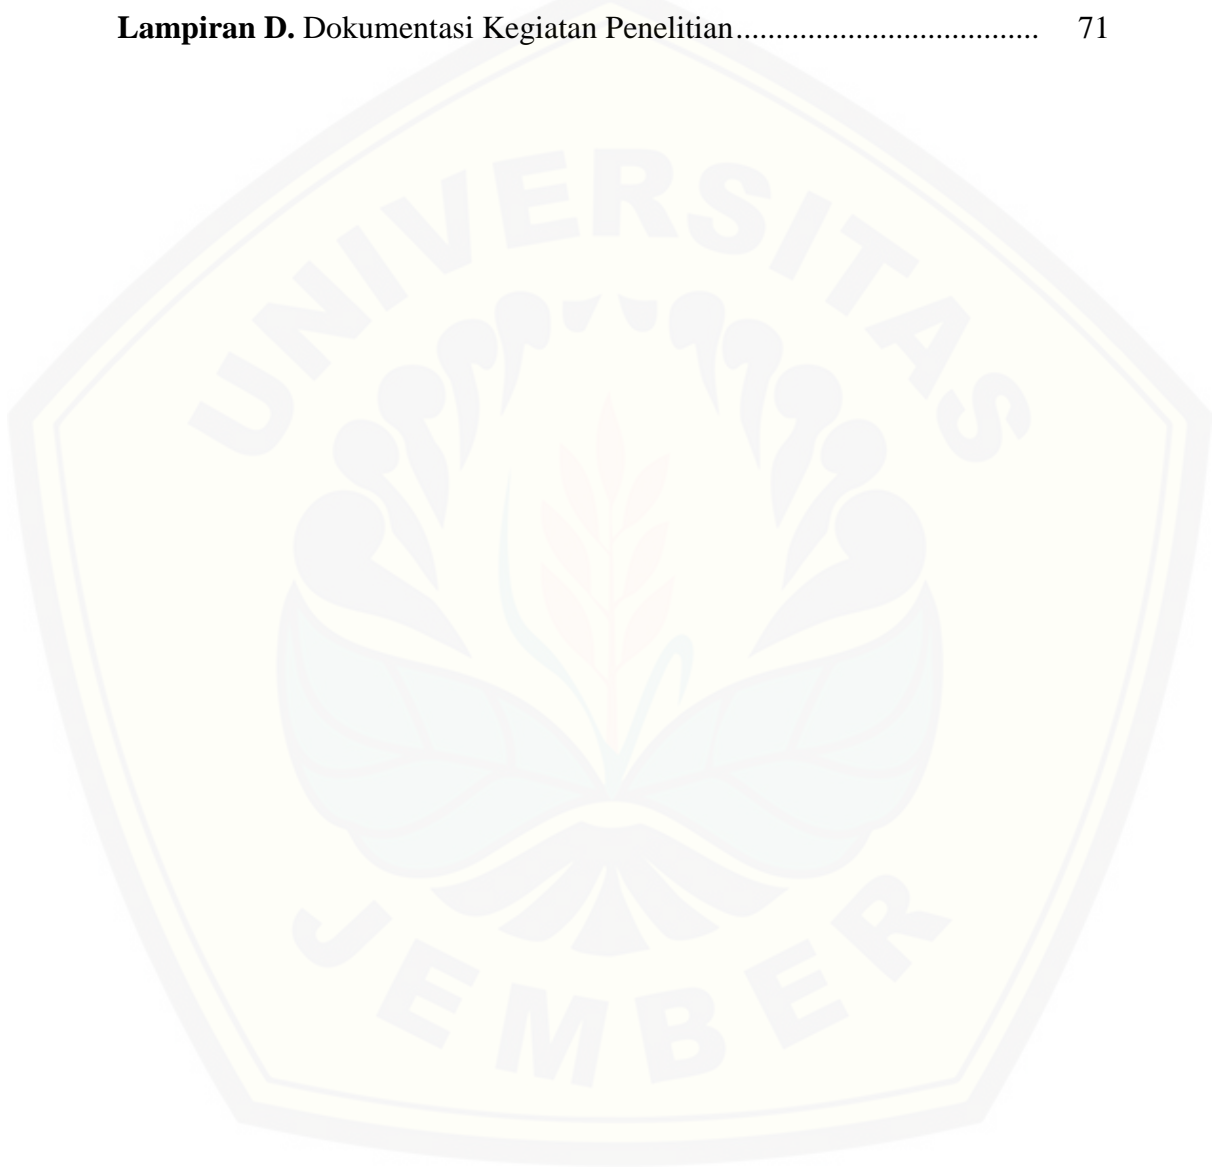 Lampiran D. Dokumentasi Kegiatan Penelitian..................................... 71
UNIVERSITAS
JEMBER